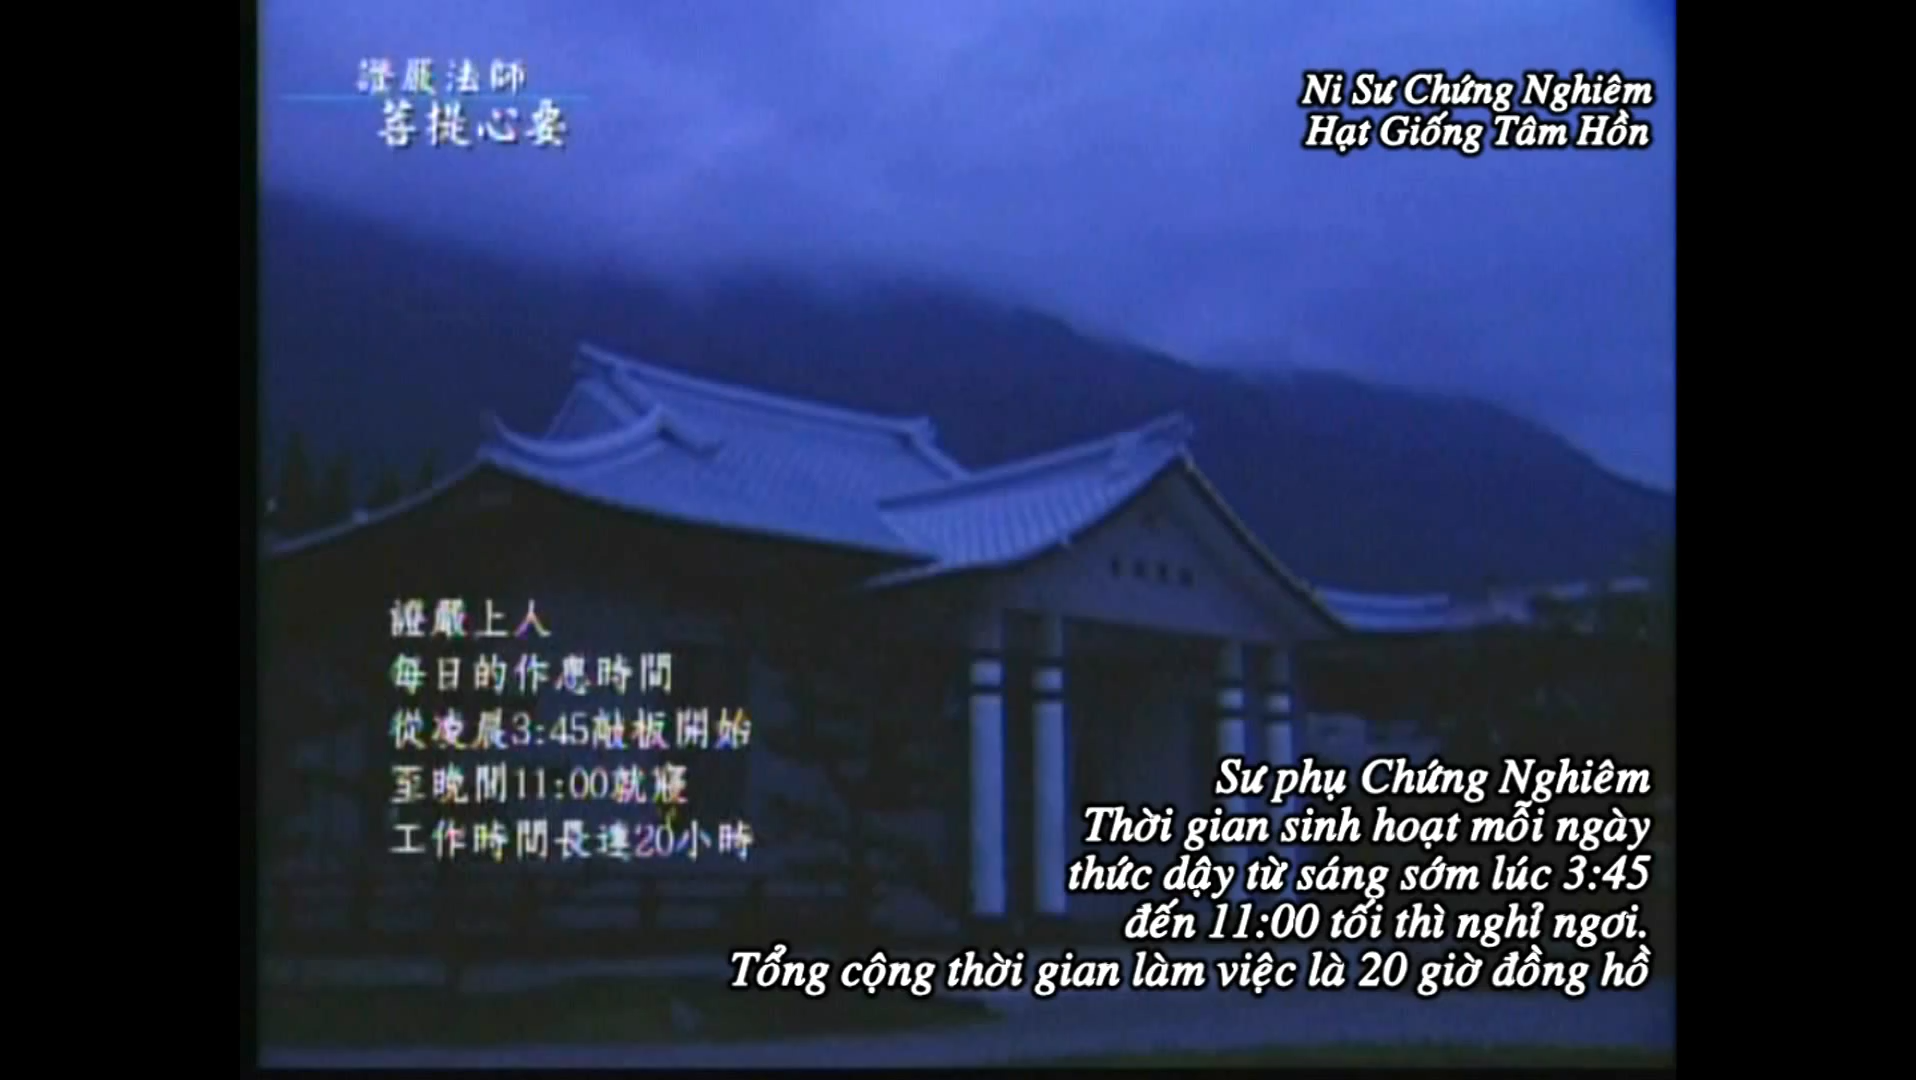 證嚴法師
菩提心要
Ni Sư Chứng Nghiêm
Hạt Giống Tâm Hồn
證嚴上人
每日的作息時間
從凌晨3:45敲板開始
至晚間11:00就寢
工作時間長達20小時
Sư phụ Chứng Nghiêm
Thời gian sinh hoạt mỗi ngày
thức dậy từ sáng sớm lúc 3:45
đến 11:00 tối thì nghỉ ngơi.
Tổng cộng thời gian làm việc là 20 giờ đồng hồ